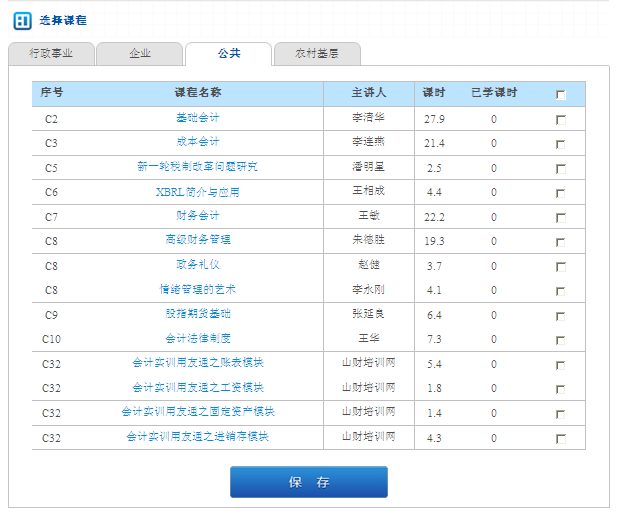 选择课程
行政事业 企业 公共 农村基层
序号 课程名称 主讲人 课时 已学课时
C2 基础会计 李清华 27.9 0
C3 成本会计 李连燕 21.4 0
C5 新一轮税制改革问题研究 潘明星 2.5 0
C6 XBRL简介与应用 王相成 4.4 0
C7 财务会计 王敏 22.2 0
C8 高级财务管理 朱德胜 19.3 0
C8 政务礼仪 赵健 3.7 0
C8 情绪管理的艺术 李永刚 4.1 0
C9 股指期货基础 张延良 6.4 0
C10 会计法律制度 王华 7.3 0
C32 会计实训用友通之账表模块 山财培训网 5.4 0
C32 会计实训用友通之工资模块 山财培训网 1.8 0
C32 会计实训用友通之固定资产模块 山财培训网 1.4 0
C32 会计实训用友通之进销存模块 山财培训网 4.3 0
保 存